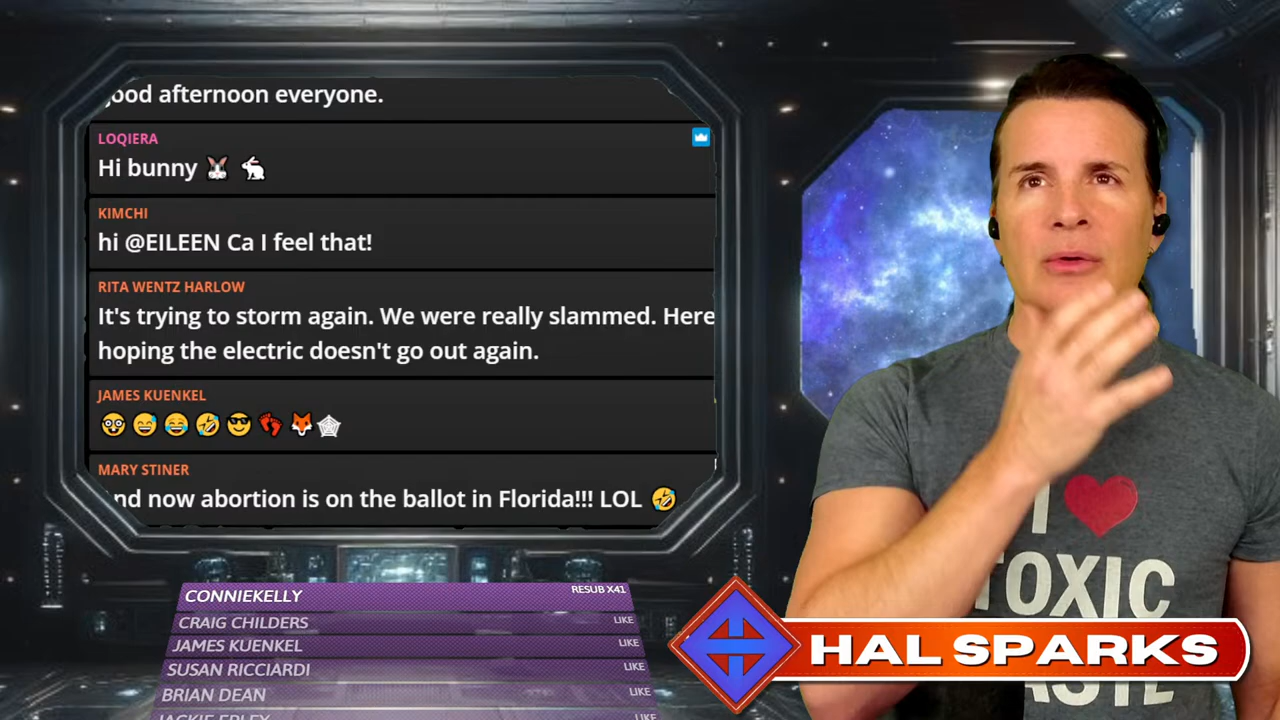 ood afternoon everyone.
LOQIERA
Hi bunny 🐰 🐇
KIMCHI
hi @EILEEN Ca I feel that!
RITA WENTZ HARLOW
It's trying to storm again. We were really slammed. Here
hoping the electric doesn't go out again.
JAMES KUENKEL
🤓 😅 😂 🤣 😎 👣 🦊 🕸
MARY STINER
nd now abortion is on the ballot in Florida!!! LOL 🤣
CONNIEKELLY RESUB X41
CRAIG CHILDERS LIKE
JAMES KUENKEL LIKE
SUSAN RICCIARDI LIKE
BRIAN DEAN LIKE
JACKIE EPLEY LIKE
I ❤
TOXIC
HAL SPARKS